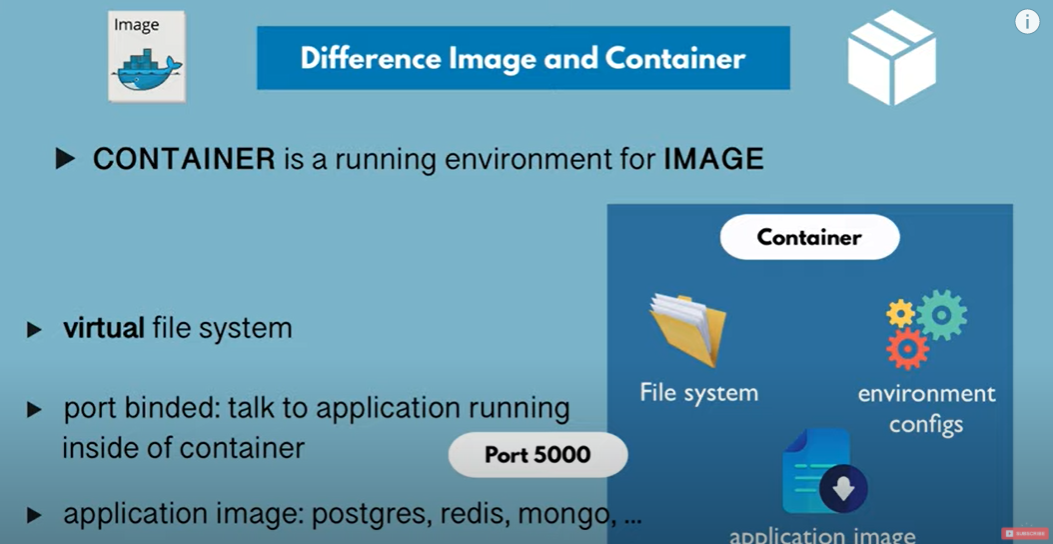 Image
Difference Image and Container
i
► CONTAINER is a running environment for IMAGE
Container
► virtual file system
File system
environment
configs
► port binded: talk to application running
inside of container
Port 5000
► application image: postgres, redis, mongo, ...
application image
SUBSCRIBE